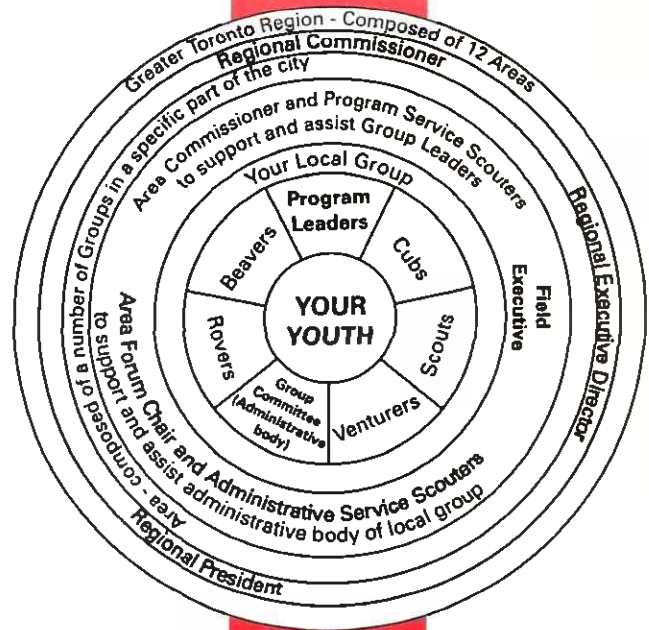 Greater Toronto Region - Composed of 12 Areas
Regional Commissioner
Regional Executive Director
Regional President
Area - composed of a number of Groups in a specific part of the city
Area Commissioner and Program Service Scouters
to support and assist Group Leaders
Field
Executive
Area Forum Chair and Administrative Service Scouters
to support and assist administrative body of local group
Your Local Group
Program
Leaders
Cubs
Scouts
Venturers
Group
Committee
(Administrative
body)
Rovers
Beavers
YOUR
YOUTH